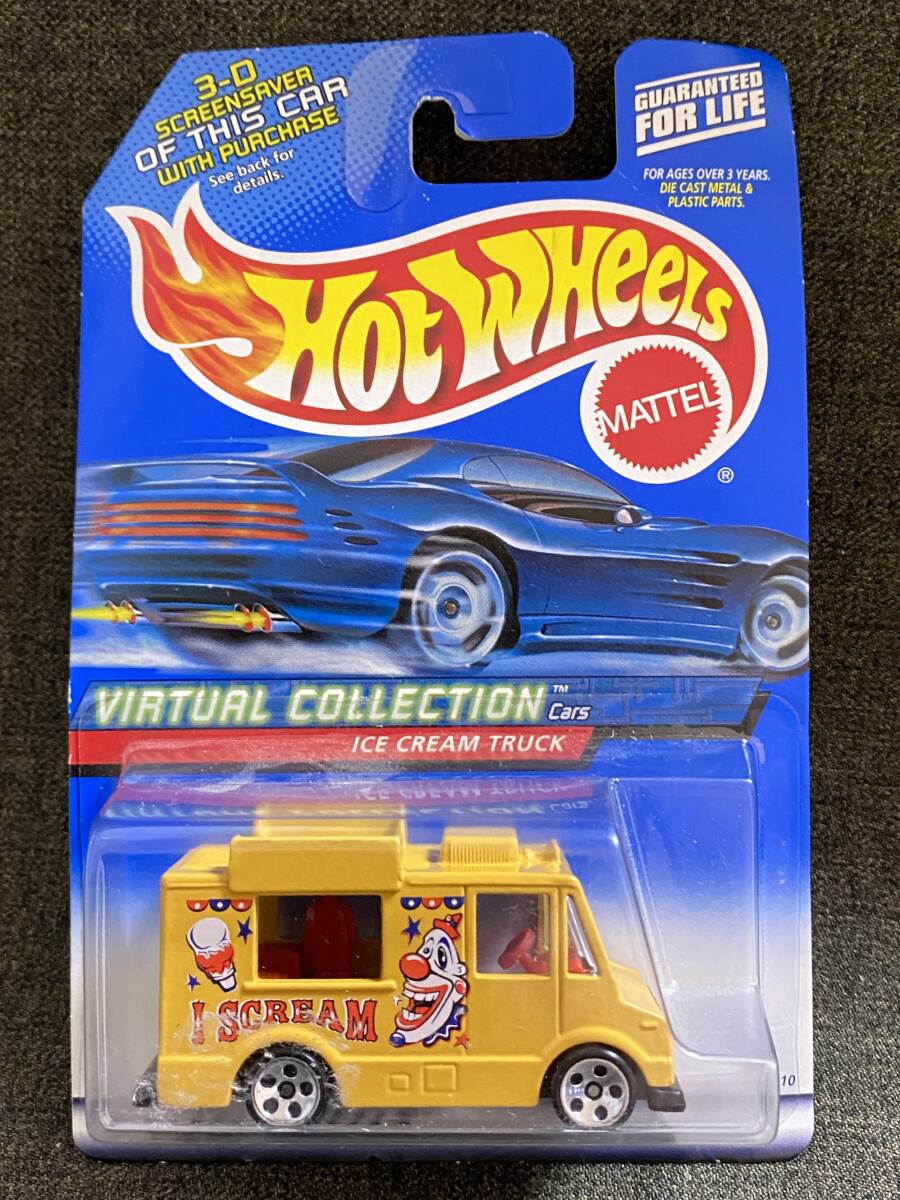 3-D
SCREENSAVER
OF THIS CAR
WITH PURCHASE
See back for
details.
GUARANTEED
FOR LIFE
FOR AGES OVER 3 YEARS.
DIE CAST METAL &
PLASTIC PARTS.
HOT WHEELS
MATTEL
®
VIRTUAL COLLECTION™
Cars
ICE CREAM TRUCK
I SCREAM
10